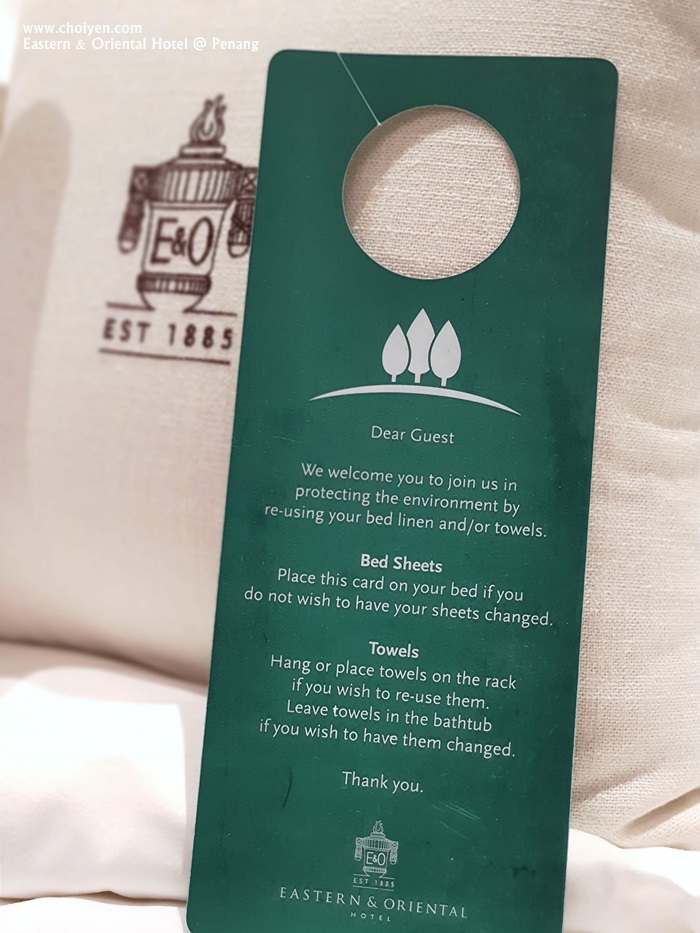 www.choiyen.com
Eastern & Oriental Hotel @ Penang
E&O
EST 1885
Dear Guest
We welcome you to join us in
protecting the environment by
re-using your bed linen and/or towels.
Bed Sheets
Place this card on your bed if you
do not wish to have your sheets changed.
Towels
Hang or place towels on the rack
if you wish to re-use them.
Leave towels in the bathtub
if you wish to have them changed.
Thank you.
E&O
EST 1885
EASTERN & ORIENTAL
HOTEL